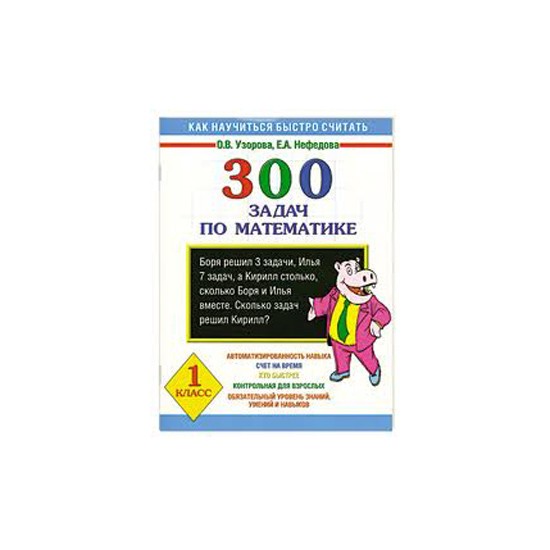 КАК НАУЧИТЬСЯ БЫСТРО СЧИТАТЬ
О.В. Узорова, Е.А. Нефедова
300
ЗАДАЧ
ПО МАТЕМАТИКЕ
Боря решил 3 задачи, Илья
7 задач, а Кирилл столько,
сколько Боря и Илья
вместе. Сколько задач
решил Кирилл?
АВТОМАТИЗИРОВАННОСТЬ НАВЫКА
СЧЕТ НА ВРЕМЯ
КТО БЫСТРЕЕ
КОНТРОЛЬНАЯ ДЛЯ ВЗРОСЛЫХ
ОБЯЗАТЕЛЬНЫЙ УРОВЕНЬ ЗНАНИЙ,
УМЕНИЙ И НАВЫКОВ
1
КЛАСС